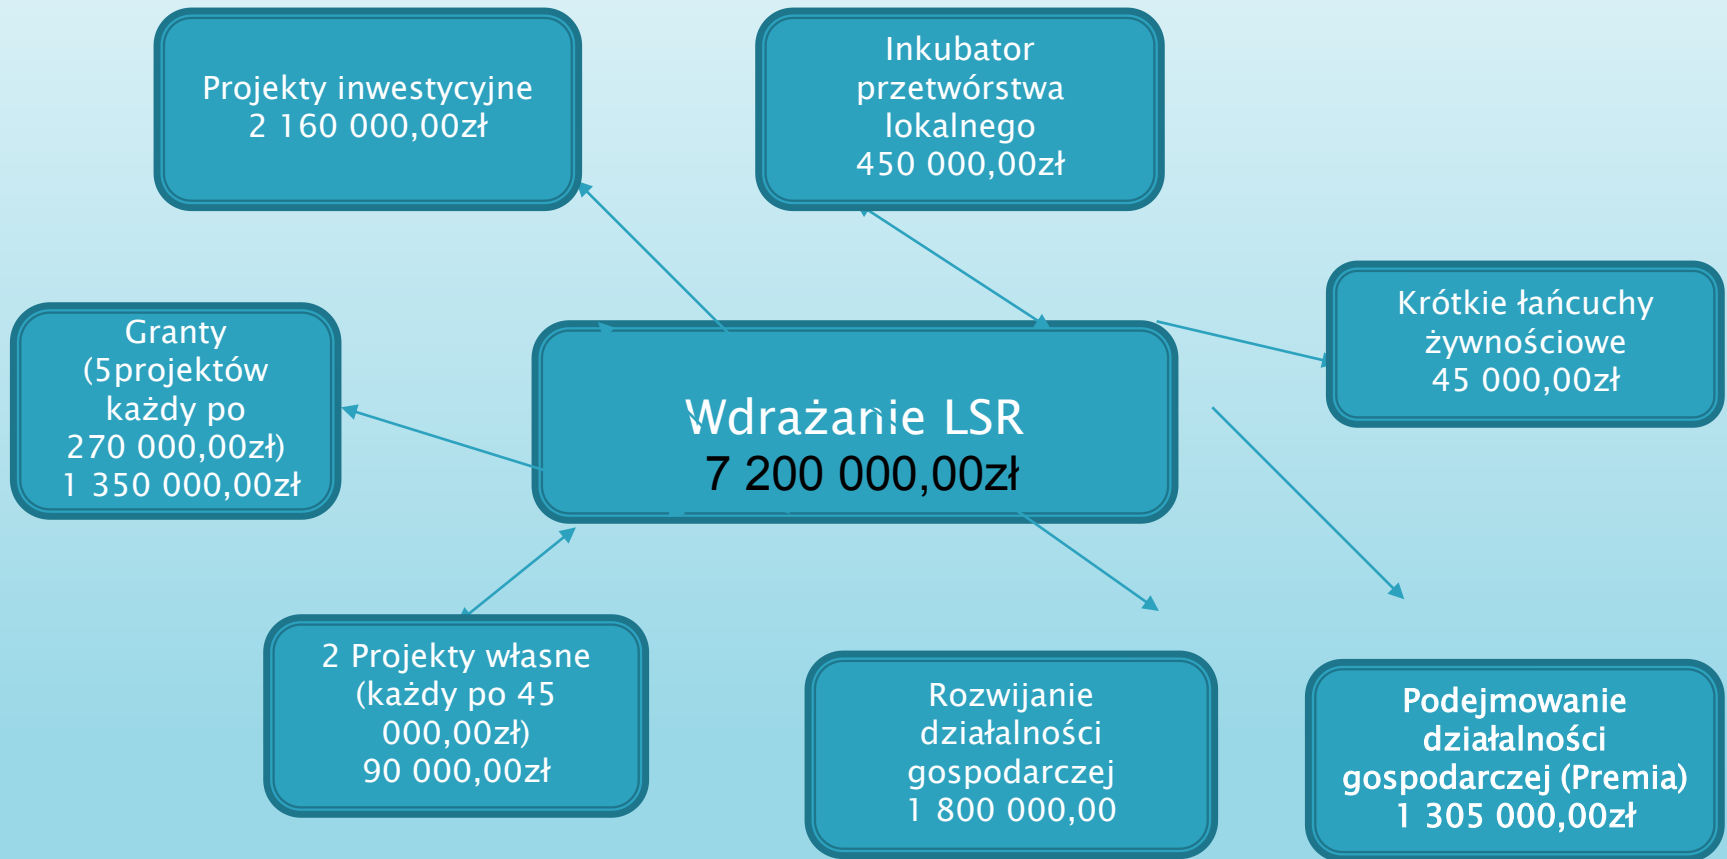 Projekty inwestycyjne
2 160 000,00zł
Inkubator
przetwórstwa
lokalnego
450 000,00zł
Krótkie łańcuchy
żywnościowe
45 000,00zł
Granty
(5projektów
każdy po
270 000,00zł)
1 350 000,00zł
Wdrażanie LSR
7 200 000,00zł
2 Projekty własne
(każdy po 45
000,00zł)
90 000,00zł
Rozwijanie
działalności
gospodarczej
1 800 000,00
Podejmowanie
działalności
gospodarczej (Premia)
1 305 000,00zł